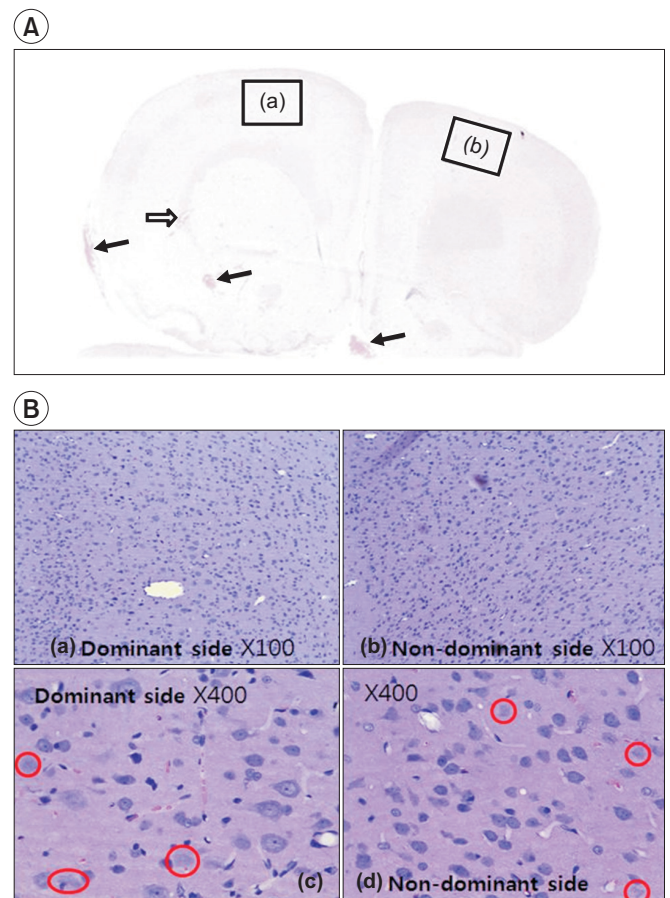 A
(a)
(b)
B
(a) Dominant side X100
(b) Non-dominant side X100
Dominant side X400
X400
(c)
(d) Non-dominant side